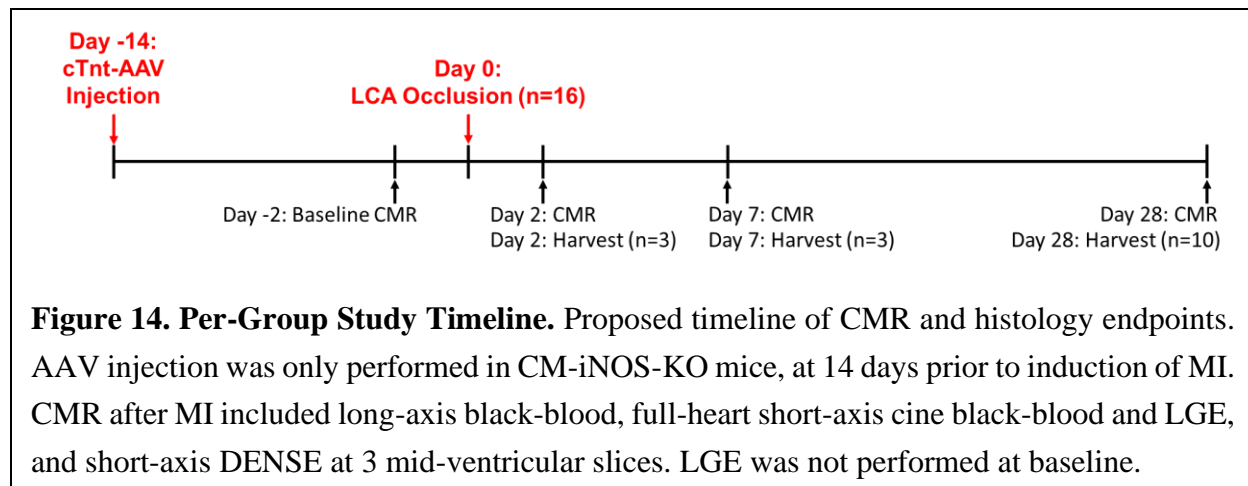 Day -14:
cTnt-AAV
Injection
Day 0:
LCA Occlusion (n=16)
Day -2: Baseline CMR
Day 2: CMR
Day 2: Harvest (n=3)
Day 7: CMR
Day 7: Harvest (n=3)
Day 28: CMR
Day 28: Harvest (n=10)
Figure 14. Per-Group Study Timeline. Proposed timeline of CMR and histology endpoints.
AAV injection was only performed in CM-iNOS-KO mice, at 14 days prior to induction of MI.
CMR after MI included long-axis black-blood, full-heart short-axis cine black-blood and LGE,
and short-axis DENSE at 3 mid-ventricular slices. LGE was not performed at baseline.